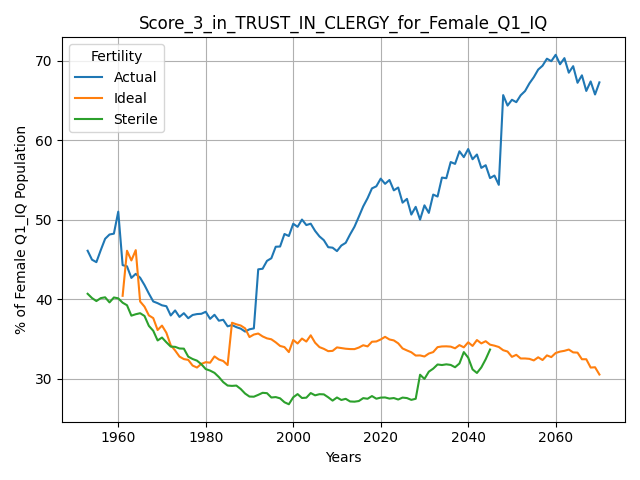 Score_3_in_TRUST_IN_CLERGY_for_Female_Q1_IQ
Fertility
Actual
Ideal
Sterile
% of Female Q1_IQ Population
70
60
50
40
30
1960
1980
2000
2020
2040
2060
Years